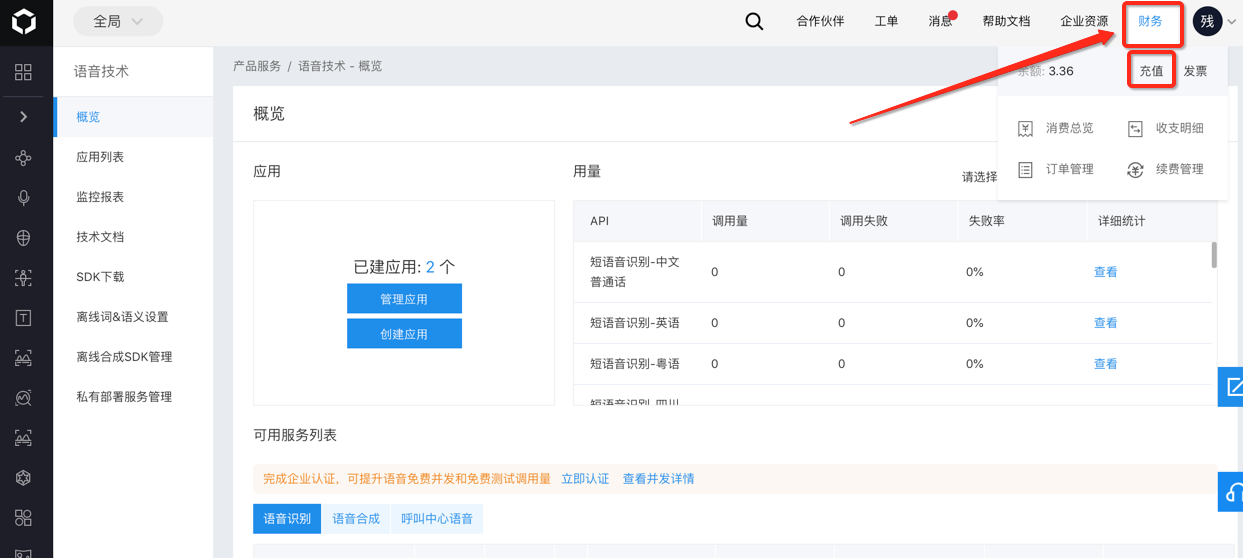 全局
合作伙伴 工单 消息 帮助文档 企业资源 财务 残
语音技术
产品服务 / 语音技术 - 概览
余额: 3.36 充值 发票
概览
概览
消费总览 收支明细
订单管理 续费管理
应用列表
监控报表
技术文档
SDK下载
离线词&语义设置
离线合成SDK管理
私有部署服务管理
应用
已建应用: 2 个
管理应用
创建应用
用量
请选择
API 调用量 调用失败 失败率 详细统计
短语音识别-中文
普通话 0 0 0% 查看
短语音识别-英语 0 0 0% 查看
短语音识别-粤语 0 0 0% 查看
短语音识别-四川
可用服务列表
完成企业认证，可提升语音免费并发和免费测试调用量 立即认证 查看并发详情
语音识别 语音合成 呼叫中心语音